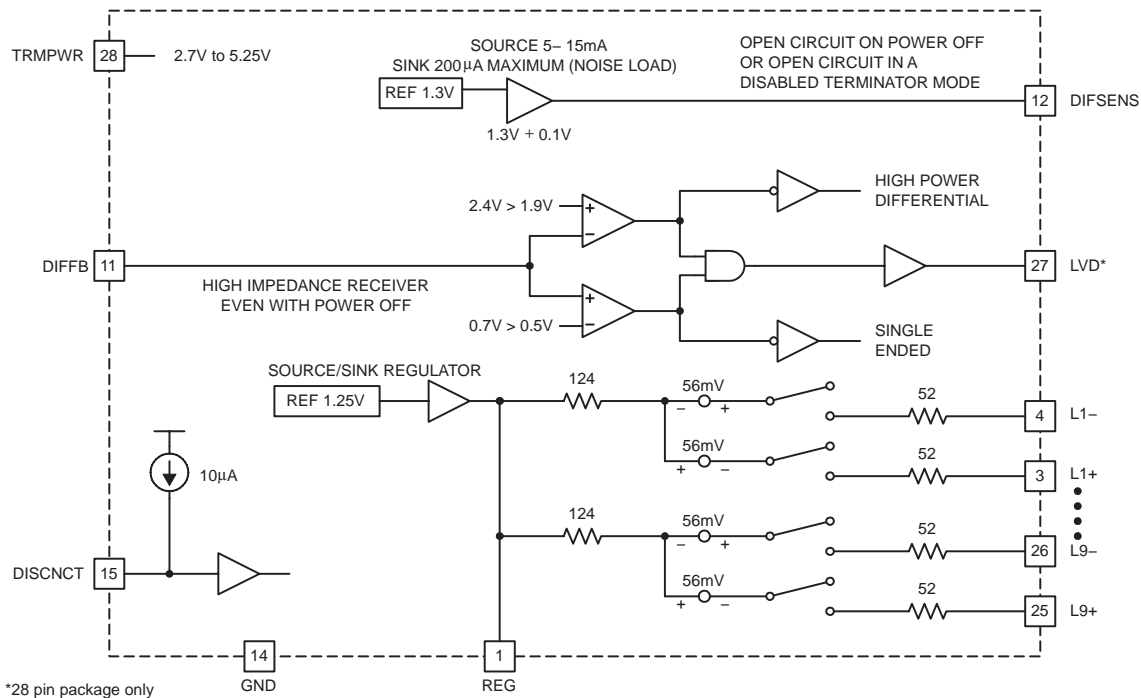 TRMPWR 28 2.7V to 5.25V
SOURCE 5– 15mA
SINK 200µA MAXIMUM (NOISE LOAD)
REF 1.3V
1.3V + 0.1V
OPEN CIRCUIT ON POWER OFF
OR OPEN CIRCUIT IN A
DISABLED TERMINATOR MODE
12 DIFSENS
2.4V > 1.9V + –
HIGH POWER
DIFFERENTIAL
DIFFB 11
HIGH IMPEDANCE RECEIVER
EVEN WITH POWER OFF
27 LVD*
0.7V > 0.5V + –
SINGLE
ENDED
SOURCE/SINK REGULATOR
REF 1.25V
124 56mV – + 52 4 L1–
56mV + – 52 3 L1+
10µA
124 56mV – + 52 26 L9–
56mV + – 52 25 L9+
DISCNCT 15
14 GND
1 REG
*28 pin package only